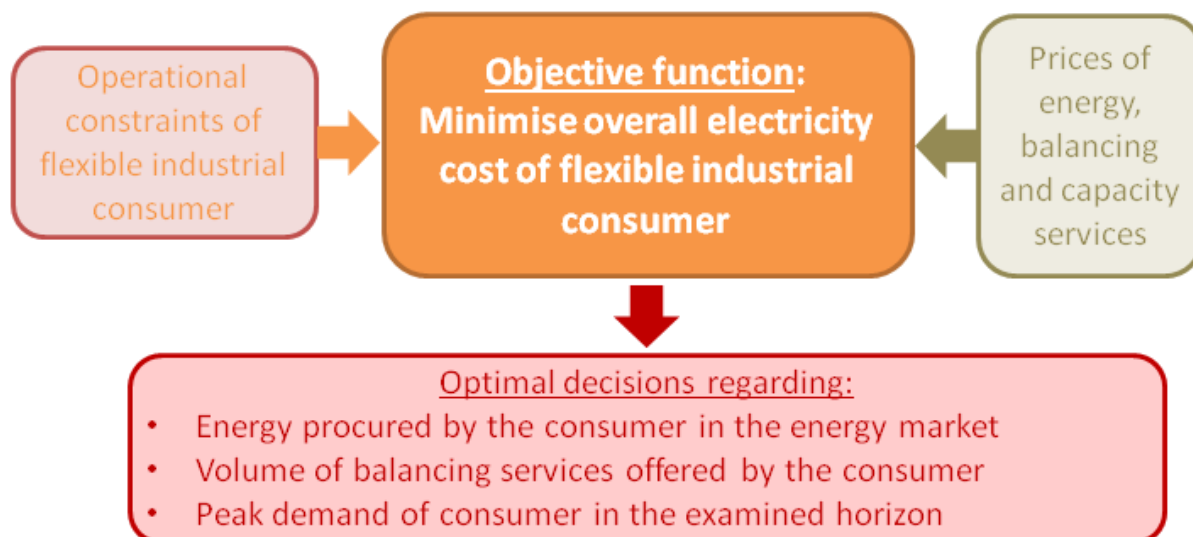 Operational
constraints of
flexible industrial
consumer
Objective function:
Minimise overall electricity
cost of flexible industrial
consumer
Prices of
energy,
balancing
and capacity
services
Optimal decisions regarding:
• Energy procured by the consumer in the energy market
• Volume of balancing services offered by the consumer
• Peak demand of consumer in the examined horizon